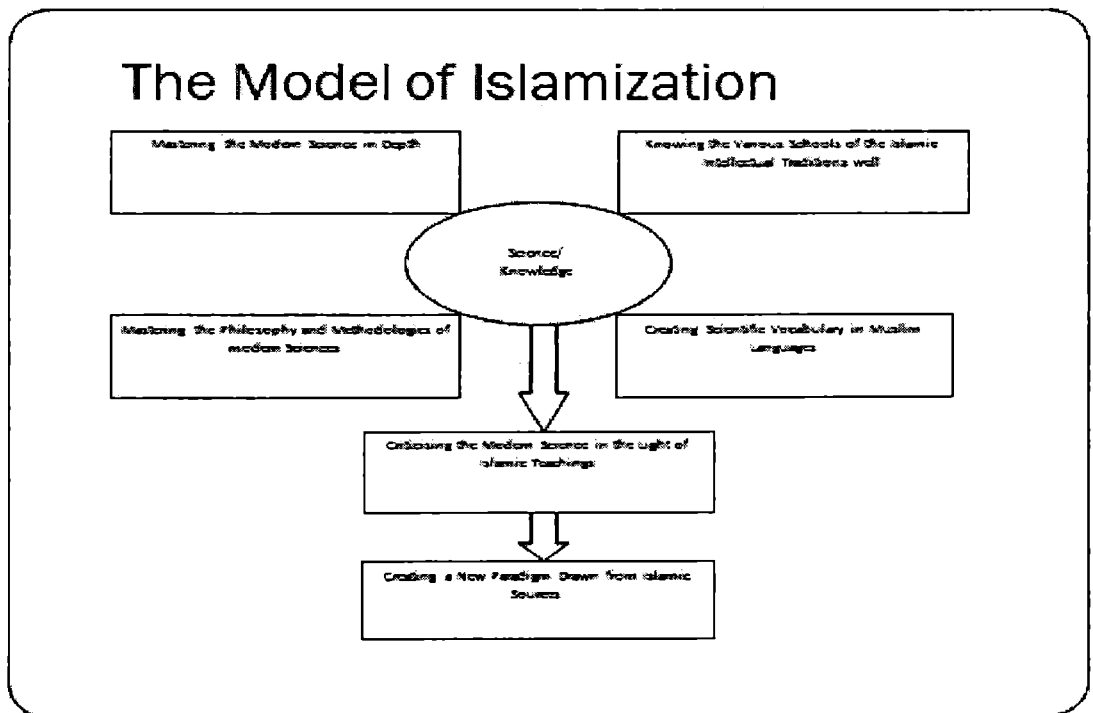 The Model of Islamization
Mastering the Modern Science in Depth
Knowing the Various Schools of the Islamic
Intellectual Traditions well
Science/
Knowledge
Mastering the Philosophy and Methodologies of
modern Sciences
Creating Scientific Vocabulary in Muslim
Languages
Criticising the Modern Science in the Light of
Islamic Teachings
Creating a New Paradigm Drawn from Islamic
Sources